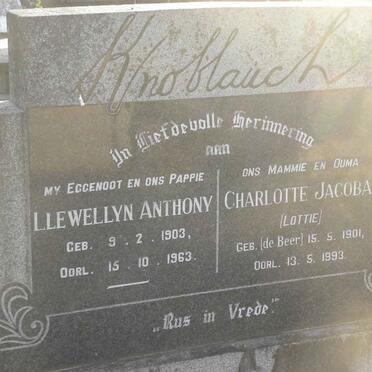 Knoblauch
In Liefdevolle Herinnering
aan
MY EGGENOOT EN ONS PAPPIE
LLEWELLYN ANTHONY
GEB. 9. 2. 1903,
OORL. 15. 10. 1963.
ONS MAMMIE EN OUMA
CHARLOTTE JACOBA
(LOTTIE)
GEB. (de BEER) 15. 5. 1901,
OORL. 13. 5. 1993.
„Rus in Vrede"